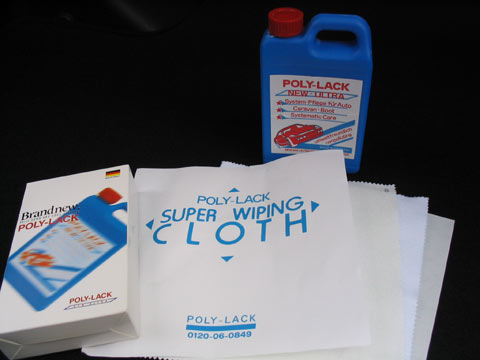 POLY-LACK
NEW ULTRA
System Pflege für Auto
Caravan · Boot
Systematic Care
umweltfreundlich
POLY-LACK
SUPER WIPING
CLOTH
POLY-LACK
0120-06-0849
Brandnew
POLY-LACK
POLY-LACK